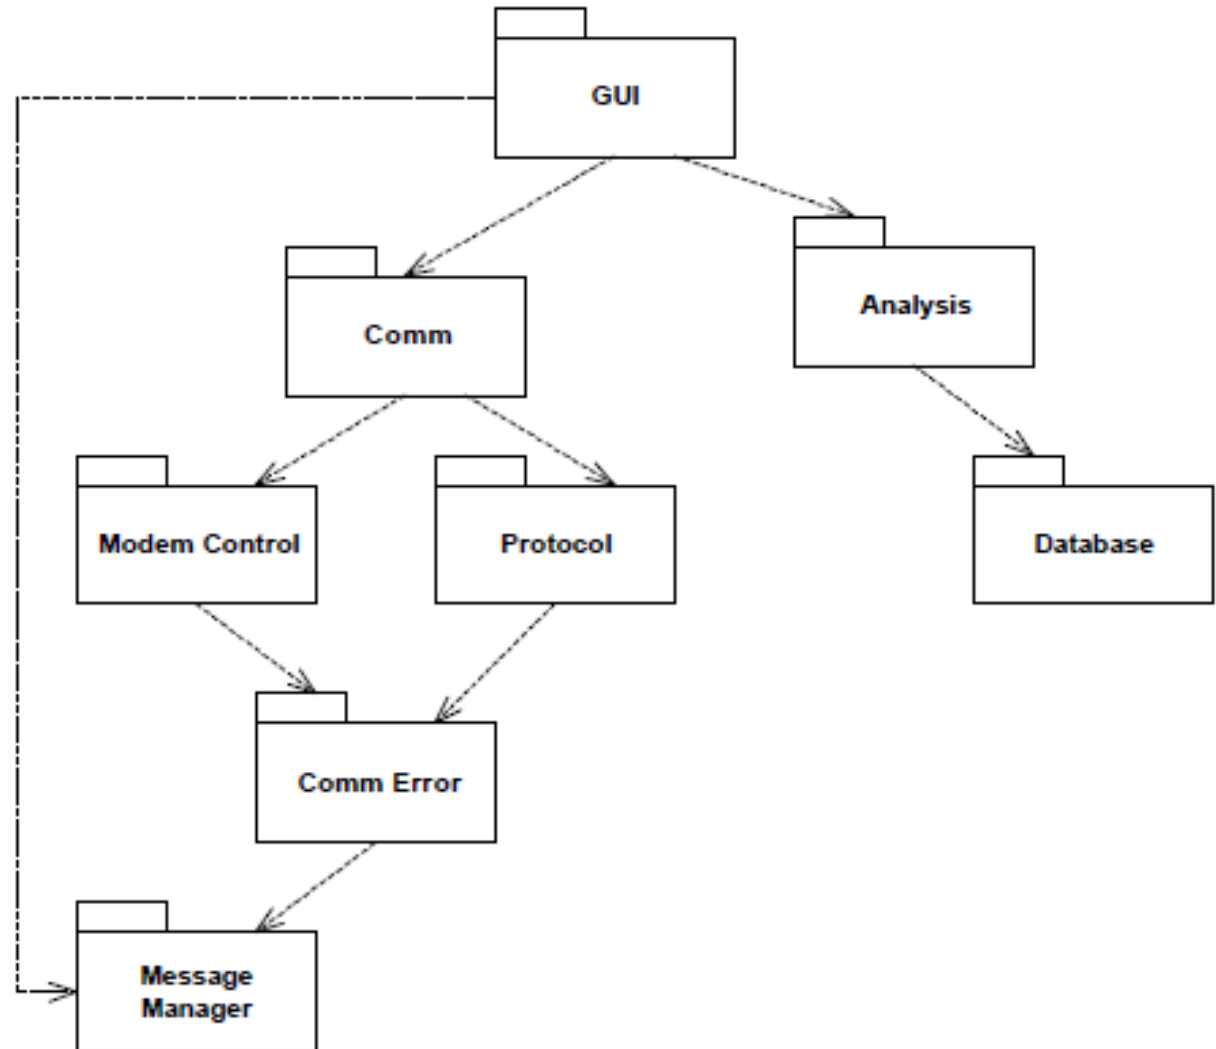 GUI
Analysis
Comm
Modem Control
Protocol
Database
Comm Error
Message
Manager